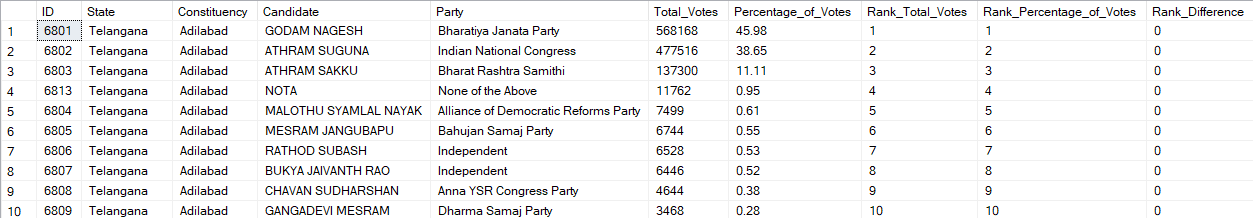 ID State Constituency Candidate Party Total_Votes Percentage_of_Votes Rank_Total_Votes Rank_Percentage_of_Votes Rank_Difference
1 6801 Telangana Adilabad GODAM NAGESH Bharatiya Janata Party 568168 45.98 1 1 0
2 6802 Telangana Adilabad ATHRAM SUGUNA Indian National Congress 477516 38.65 2 2 0
3 6803 Telangana Adilabad ATHRAM SAKKU Bharat Rashtra Samithi 137300 11.11 3 3 0
4 6813 Telangana Adilabad NOTA None of the Above 11762 0.95 4 4 0
5 6804 Telangana Adilabad MALOTHU SYAMLAL NAYAK Alliance of Democratic Reforms Party 7499 0.61 5 5 0
6 6805 Telangana Adilabad MESRAM JANGUBAPU Bahujan Samaj Party 6744 0.55 6 6 0
7 6806 Telangana Adilabad RATHOD SUBASH Independent 6528 0.53 7 7 0
8 6807 Telangana Adilabad BUKYA JAIVANTH RAO Independent 6446 0.52 8 8 0
9 6808 Telangana Adilabad CHAVAN SUDHARSHAN Anna YSR Congress Party 4644 0.38 9 9 0
10 6809 Telangana Adilabad GANGADEVI MESRAM Dharma Samaj Party 3468 0.28 10 10 0